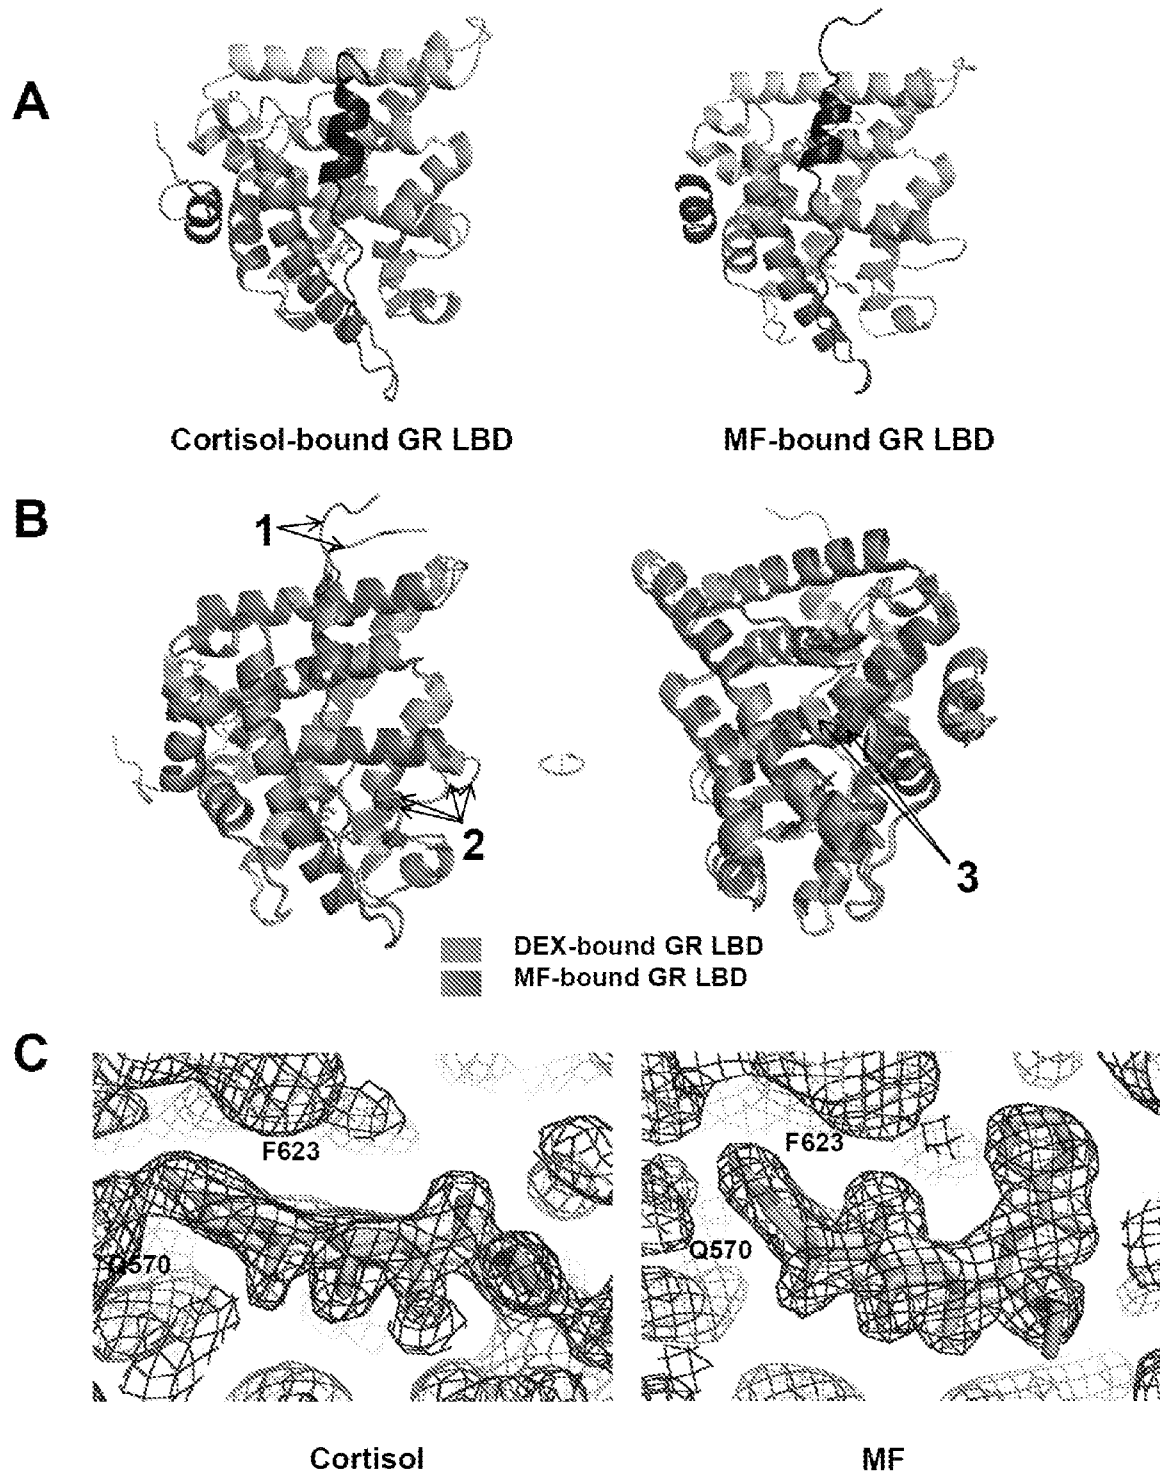 A
Cortisol-bound GR LBD
MF-bound GR LBD
B
1
2
3
DEX-bound GR LBD
MF-bound GR LBD
C
F623
Q570
F623
Q570
Cortisol
MF